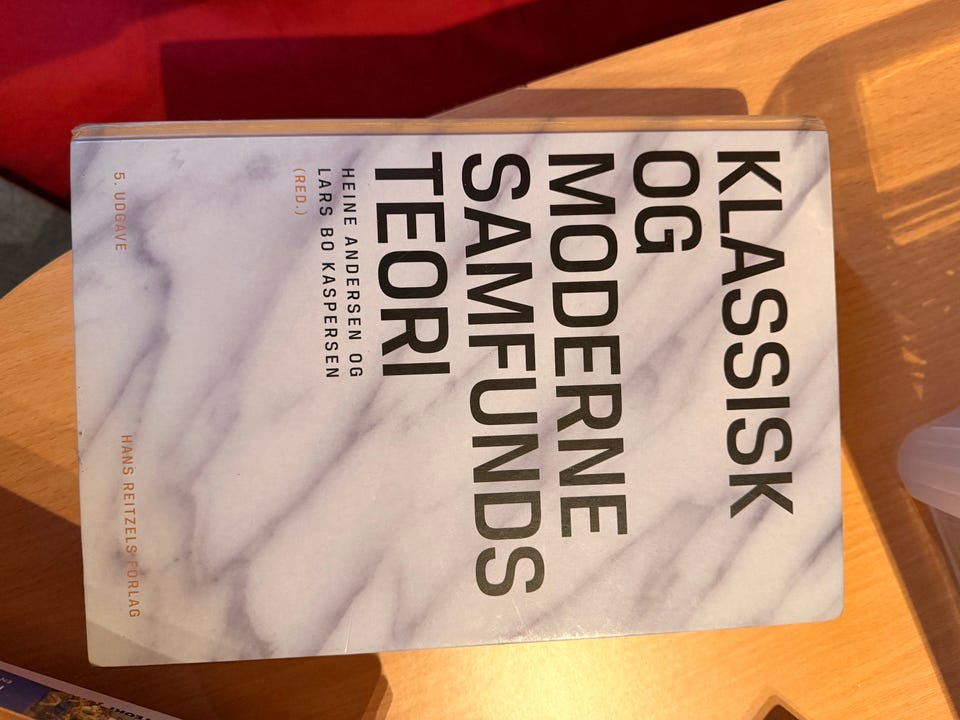 KLASSISK
OG
MODERNE
SAMFUNDS
TEORI
HEINE ANDERSEN OG
LARS BO KASPERSEN
(RED.)
5. UDGAVE
HANS REITZELS FORLAG